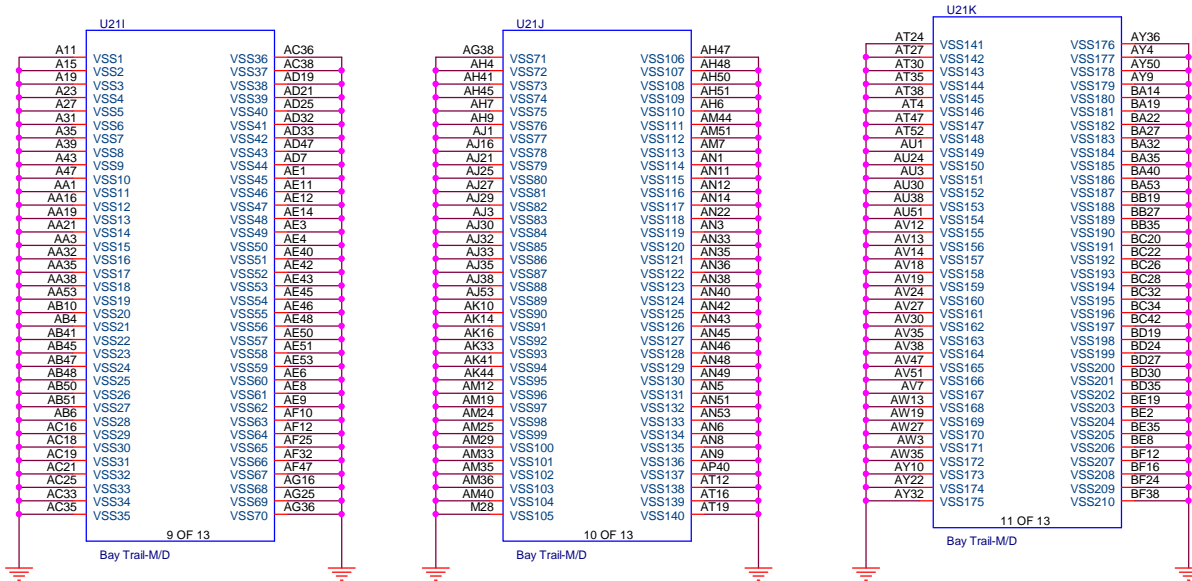 U21I
A11 VSS1 VSS36 AC36
A15 VSS2 VSS37 AC38
A19 VSS3 VSS38 AD19
A23 VSS4 VSS39 AD21
A27 VSS5 VSS40 AD25
A31 VSS6 VSS41 AD32
A35 VSS7 VSS42 AD33
A39 VSS8 VSS43 AD47
A43 VSS9 VSS44 AD7
A47 VSS10 VSS45 AE1
AA1 VSS11 VSS46 AE11
AA16 VSS12 VSS47 AE12
AA19 VSS13 VSS48 AE14
AA21 VSS14 VSS49 AE3
AA3 VSS15 VSS50 AE4
AA32 VSS16 VSS51 AE40
AA35 VSS17 VSS52 AE42
AA38 VSS18 VSS53 AE43
AA53 VSS19 VSS54 AE45
AB10 VSS20 VSS55 AE46
AB4 VSS21 VSS56 AE48
AB41 VSS22 VSS57 AE50
AB45 VSS23 VSS58 AE51
AB47 VSS24 VSS59 AE53
AB48 VSS25 VSS60 AE6
AB50 VSS26 VSS61 AE8
AB51 VSS27 VSS62 AE9
AB6 VSS28 VSS63 AF10
AC16 VSS29 VSS64 AF12
AC18 VSS30 VSS65 AF25
AC19 VSS31 VSS66 AF32
AC21 VSS32 VSS67 AF47
AC25 VSS33 VSS68 AG16
AC33 VSS34 VSS69 AG25
AC35 VSS35 VSS70 AG36
9 OF 13
Bay Trail-M/D
U21J
AG38 VSS71 VSS106 AH47
AH4 VSS72 VSS107 AH48
AH41 VSS73 VSS108 AH50
AH45 VSS74 VSS109 AH51
AH7 VSS75 VSS110 AH6
AH9 VSS76 VSS111 AM44
AJ1 VSS77 VSS112 AM51
AJ16 VSS78 VSS113 AM7
AJ21 VSS79 VSS114 AN1
AJ25 VSS80 VSS115 AN11
AJ27 VSS81 VSS116 AN12
AJ29 VSS82 VSS117 AN14
AJ3 VSS83 VSS118 AN22
AJ30 VSS84 VSS119 AN3
AJ32 VSS85 VSS120 AN33
AJ33 VSS86 VSS121 AN35
AJ35 VSS87 VSS122 AN36
AJ38 VSS88 VSS123 AN38
AJ53 VSS89 VSS124 AN40
AK10 VSS90 VSS125 AN42
AK14 VSS91 VSS126 AN43
AK16 VSS92 VSS127 AN45
AK33 VSS93 VSS128 AN46
AK41 VSS94 VSS129 AN48
AK44 VSS95 VSS130 AN49
AM12 VSS96 VSS131 AN5
AM19 VSS97 VSS132 AN51
AM24 VSS98 VSS133 AN53
AM25 VSS99 VSS134 AN6
AM29 VSS100 VSS135 AN8
AM33 VSS101 VSS136 AN9
AM35 VSS102 VSS137 AP40
AM36 VSS103 VSS138 AT12
AM40 VSS104 VSS139 AT16
M28 VSS105 VSS140 AT19
10 OF 13
Bay Trail-M/D
U21K
AT24 VSS141 VSS176 AY36
AT27 VSS142 VSS177 AY4
AT30 VSS143 VSS178 AY50
AT35 VSS144 VSS179 AY9
AT38 VSS145 VSS180 BA14
AT4 VSS146 VSS181 BA19
AT47 VSS147 VSS182 BA22
AT52 VSS148 VSS183 BA27
AU1 VSS149 VSS184 BA32
AU24 VSS150 VSS185 BA35
AU3 VSS151 VSS186 BA40
AU30 VSS152 VSS187 BA53
AU38 VSS153 VSS188 BB19
AU51 VSS154 VSS189 BB27
AV12 VSS155 VSS190 BB35
AV13 VSS156 VSS191 BC20
AV14 VSS157 VSS192 BC22
AV18 VSS158 VSS193 BC26
AV19 VSS159 VSS194 BC28
AV24 VSS160 VSS195 BC32
AV27 VSS161 VSS196 BC34
AV30 VSS162 VSS197 BC42
AV35 VSS163 VSS198 BD19
AV38 VSS164 VSS199 BD24
AV47 VSS165 VSS200 BD27
AV51 VSS166 VSS201 BD30
AV7 VSS167 VSS202 BD35
AW13 VSS168 VSS203 BE19
AW19 VSS169 VSS204 BE2
AW27 VSS170 VSS205 BE35
AW3 VSS171 VSS206 BE8
AW35 VSS172 VSS207 BF12
AY10 VSS173 VSS208 BF16
AY22 VSS174 VSS209 BF24
AY32 VSS175 VSS210 BF38
11 OF 13
Bay Trail-M/D